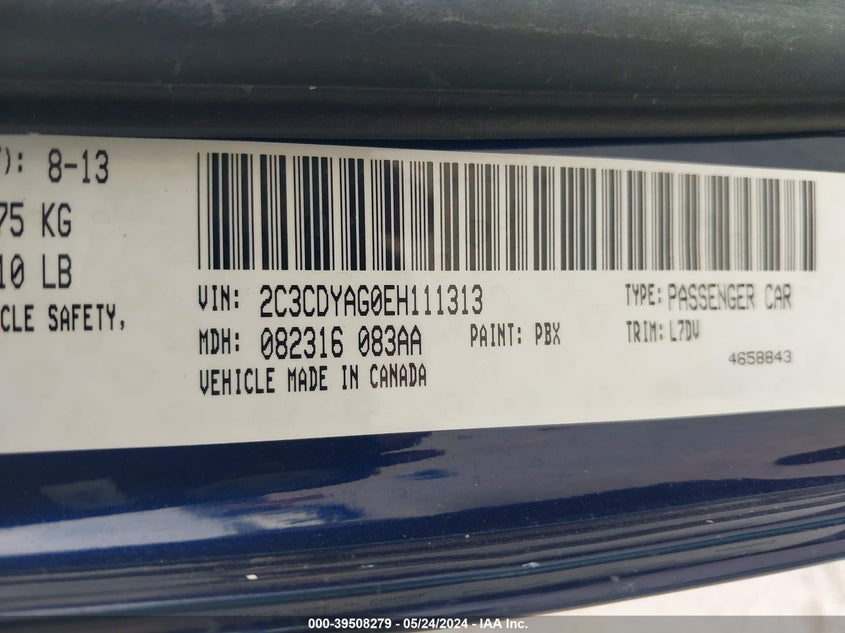 ): 8-13
75 KG
10 LB
CLE SAFETY,
VIN: 2C3CDYAG0EH111313
TYPE: PASSENGER CAR
MDH: 082316 083AA
PAINT: PBX
TRIM: L7DV
VEHICLE MADE IN CANADA
4658843
000-39508279 - 05/24/2024 - IAA Inc.